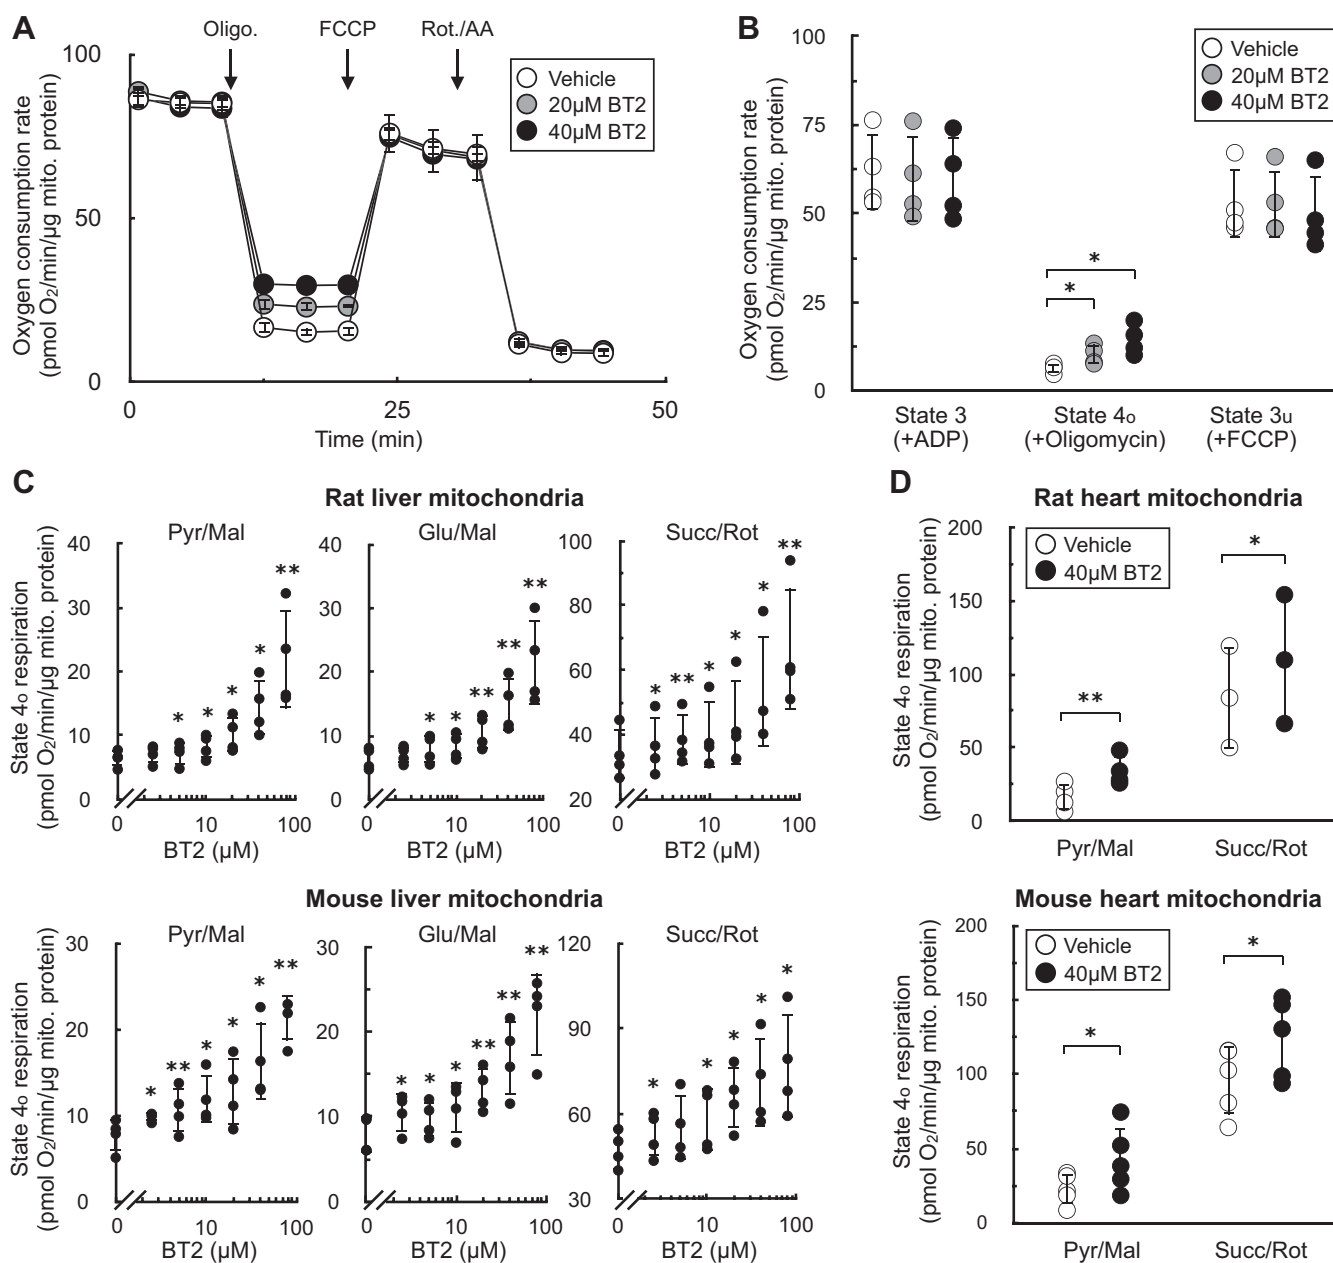 A
Oligo.
FCCP
Rot./AA
Oxygen consumption rate
(pmol O2/min/µg mito. protein)
100
50
0
Vehicle
20µM BT2
40µM BT2
0
25
50
Time (min)
B
Oxygen consumption rate
(pmol O2/min/µg mito. protein)
100
75
50
25
0
Vehicle
20µM BT2
40µM BT2
*
*
State 3
(+ADP)
State 4o
(+Oligomycin)
State 3u
(+FCCP)
C
Rat liver mitochondria
State 4o respiration
(pmol O2/min/µg mito. protein)
Pyr/Mal
40
30
20
10
0
* * * * **
0 10 100
BT2 (µM)
Glu/Mal
40
30
20
10
0
* * ** ** **
0 10 100
BT2 (µM)
Succ/Rot
100
80
60
40
20
* ** * * * **
0 10 100
BT2 (µM)
Mouse liver mitochondria
State 4o respiration
(pmol O2/min/µg mito. protein)
Pyr/Mal
30
20
10
0
* ** * * * **
0 10 100
BT2 (µM)
Glu/Mal
30
20
10
0
* * * ** ** **
0 10 100
BT2 (µM)
Succ/Rot
120
90
60
30
* * * * *
0 10 100
BT2 (µM)
D
Rat heart mitochondria
State 4o respiration
(pmol O2/min/µg mito. protein)
200
150
100
50
0
Vehicle
40µM BT2
**
*
Pyr/Mal
Succ/Rot
Mouse heart mitochondria
State 4o respiration
(pmol O2/min/µg mito. protein)
200
150
100
50
0
Vehicle
40µM BT2
*
*
Pyr/Mal
Succ/Rot